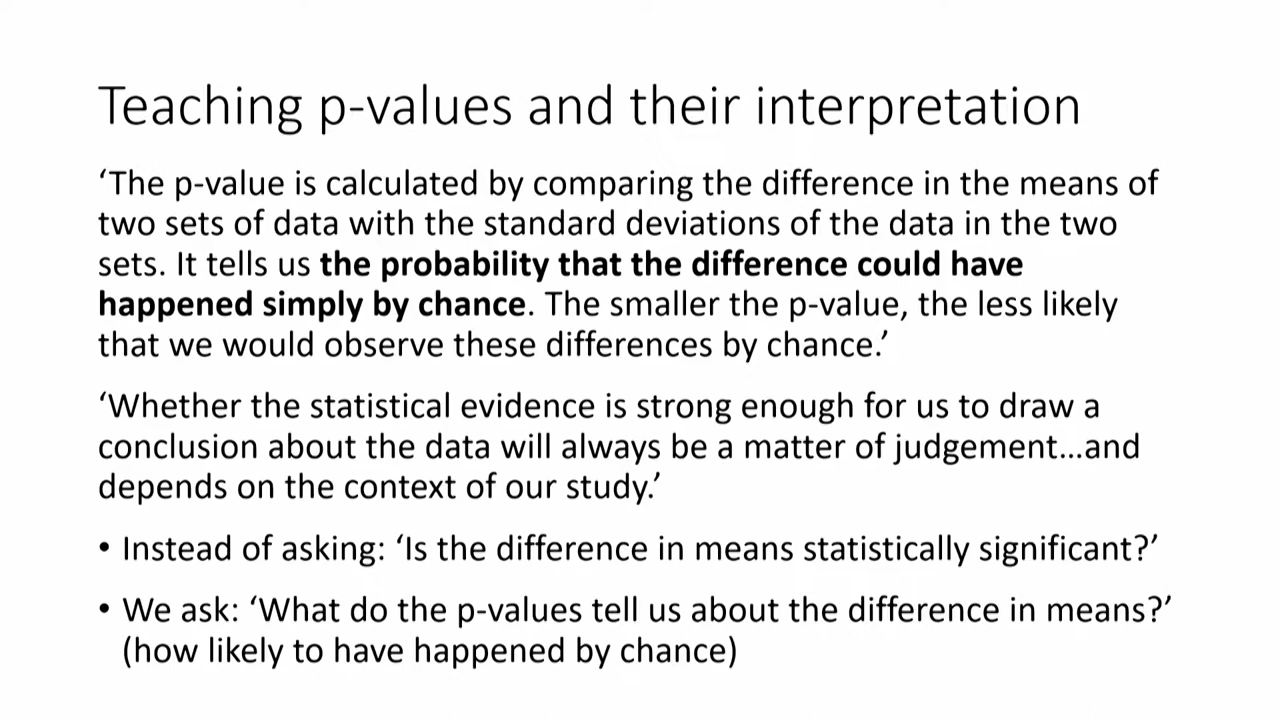 Teaching p-values and their interpretation
‘The p-value is calculated by comparing the difference in the means of
two sets of data with the standard deviations of the data in the two
sets. It tells us the probability that the difference could have
happened simply by chance. The smaller the p-value, the less likely
that we would observe these differences by chance.’
‘Whether the statistical evidence is strong enough for us to draw a
conclusion about the data will always be a matter of judgement…and
depends on the context of our study.’
• Instead of asking: ‘Is the difference in means statistically significant?’
• We ask: ‘What do the p-values tell us about the difference in means?’
(how likely to have happened by chance)